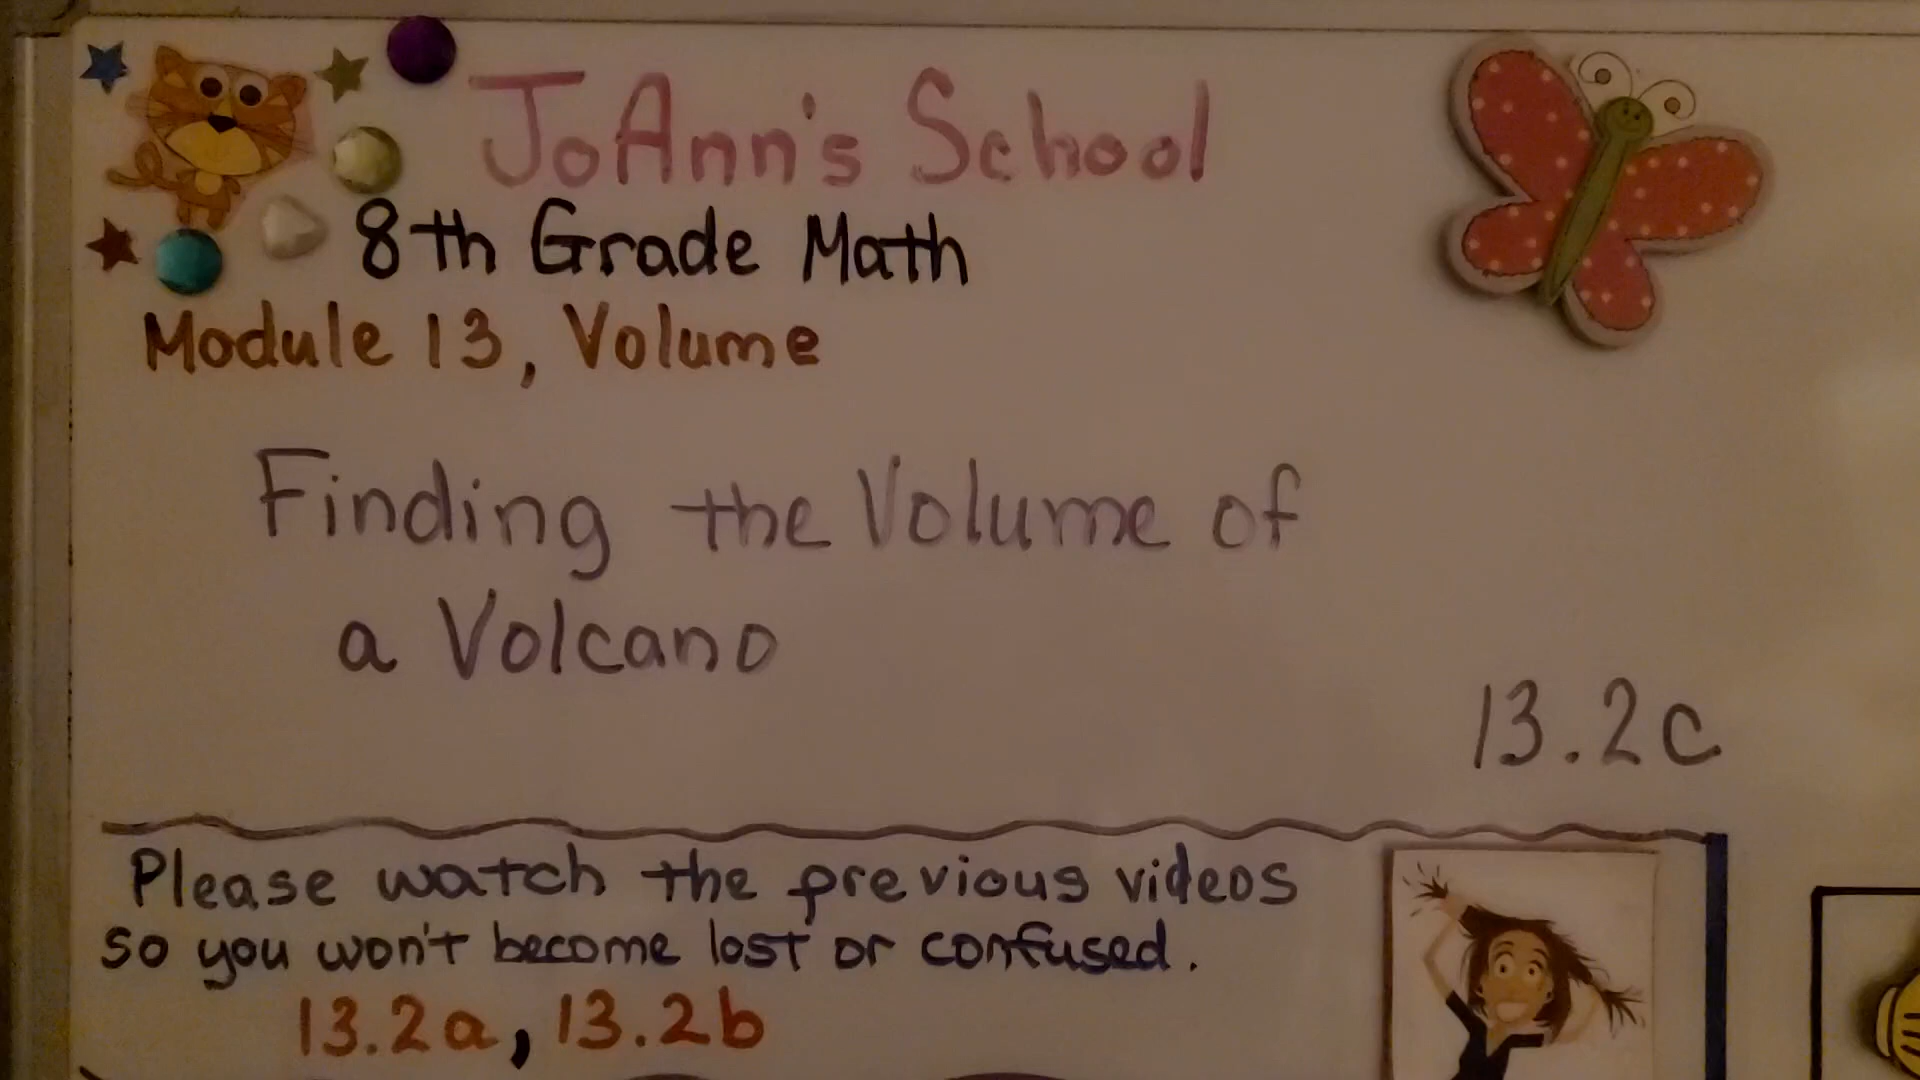 JoAnn's School
8th Grade Math
Module 13, Volume
Finding the Volume of
a Volcano
13.2c
Please watch the previous videos
so you won't become lost or confused.
13.2a, 13.2b